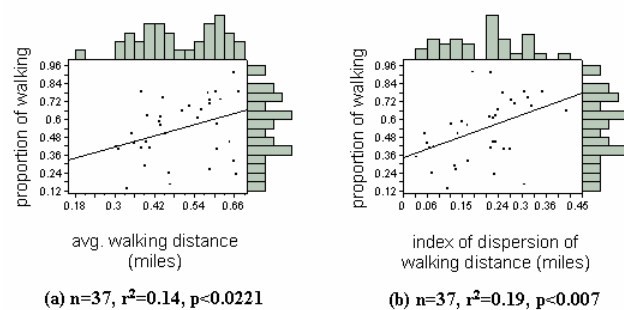 proportion of walking
0.96
0.84
0.72
0.6
0.48
0.36
0.24
0.12
0.18 0.3 0.42 0.54 0.66
avg. walking distance
(miles)
(a) n=37, r²=0.14, p<0.0221
proportion of walking
0.96
0.84
0.72
0.6
0.48
0.36
0.24
0.12
0 0.06 0.15 0.24 0.3 0.36 0.45
index of dispersion of
walking distance (miles)
(b) n=37, r²=0.19, p<0.007